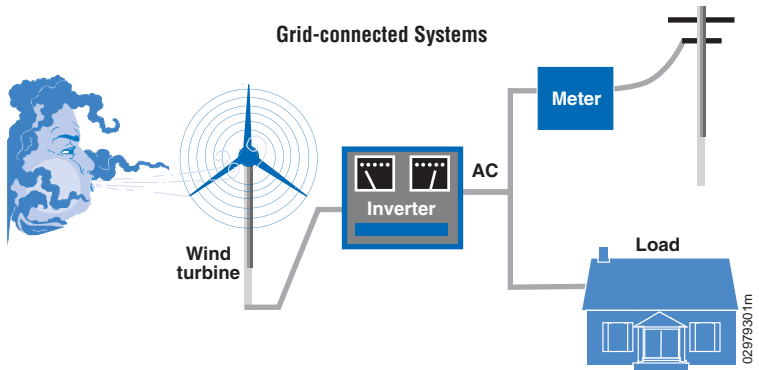 Grid-connected Systems
Wind
turbine
Inverter
AC
Meter
Load
02979301m